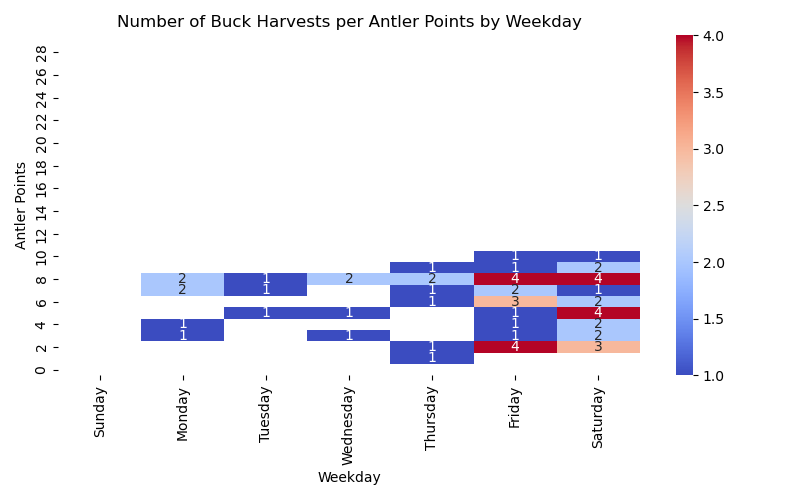 Number of Buck Harvests per Antler Points by Weekday
28
26
24
22
20
18
16
14
12
10
8
6
4
2
0
Antler Points
1 1
1 1 2
2 1 2 2 4 4
2 1 1 2 1
1 3 2
1 1 1 4
1 1 2
1 1 1 2
1 4 3
1
Sunday Monday Tuesday Wednesday Thursday Friday Saturday
Weekday
4.0
3.5
3.0
2.5
2.0
1.5
1.0